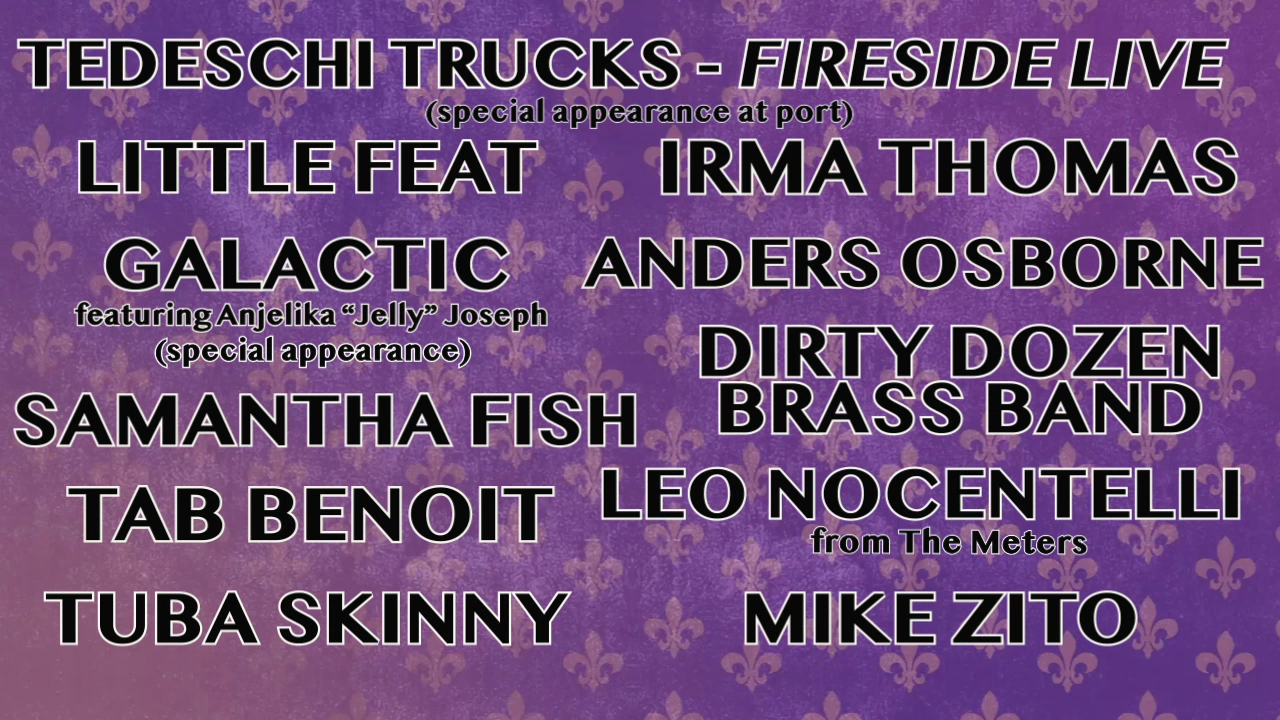 TEDESCHI TRUCKS - FIRESIDE LIVE
(special appearance at port)
LITTLE FEAT
IRMA THOMAS
GALACTIC
featuring Anjelika “Jelly” Joseph
(special appearance)
ANDERS OSBORNE
DIRTY DOZEN
BRASS BAND
SAMANTHA FISH
LEO NOCENTELLI
from The Meters
TAB BENOIT
TUBA SKINNY
MIKE ZITO